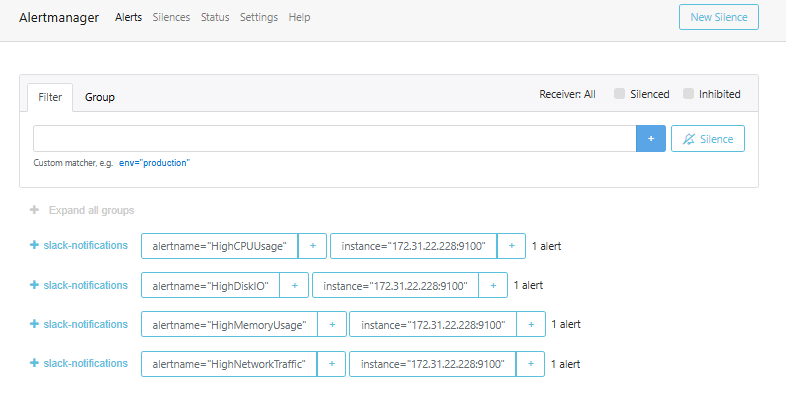 Alertmanager Alerts Silences Status Settings Help New Silence
Filter Group Receiver: All Silenced Inhibited
+ Silence
Custom matcher, e.g. env="production"
+ Expand all groups
+ slack-notifications alertname="HighCPUUsage" + instance="172.31.22.228:9100" + 1 alert
+ slack-notifications alertname="HighDiskIO" + instance="172.31.22.228:9100" + 1 alert
+ slack-notifications alertname="HighMemoryUsage" + instance="172.31.22.228:9100" + 1 alert
+ slack-notifications alertname="HighNetworkTraffic" + instance="172.31.22.228:9100" + 1 alert